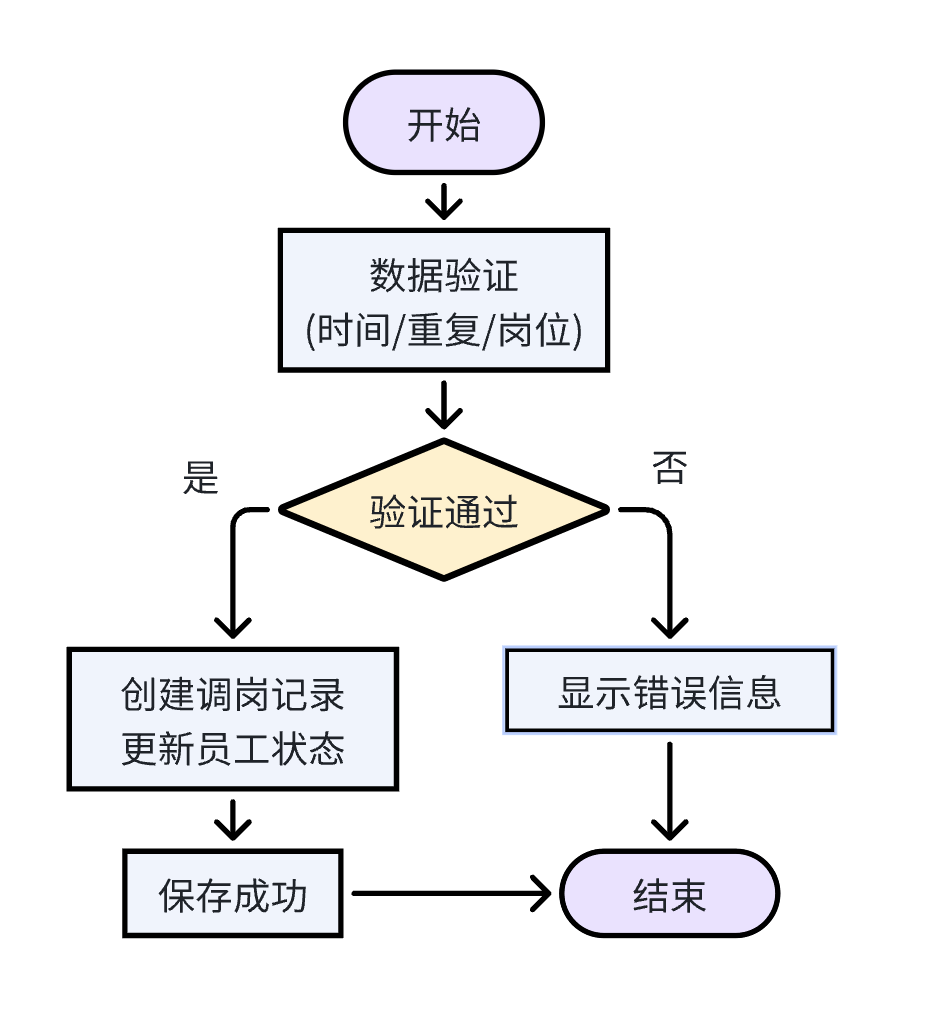 开始
数据验证
(时间/重复/岗位)
验证通过
是
否
创建调岗记录
更新员工状态
显示错误信息
保存成功
结束